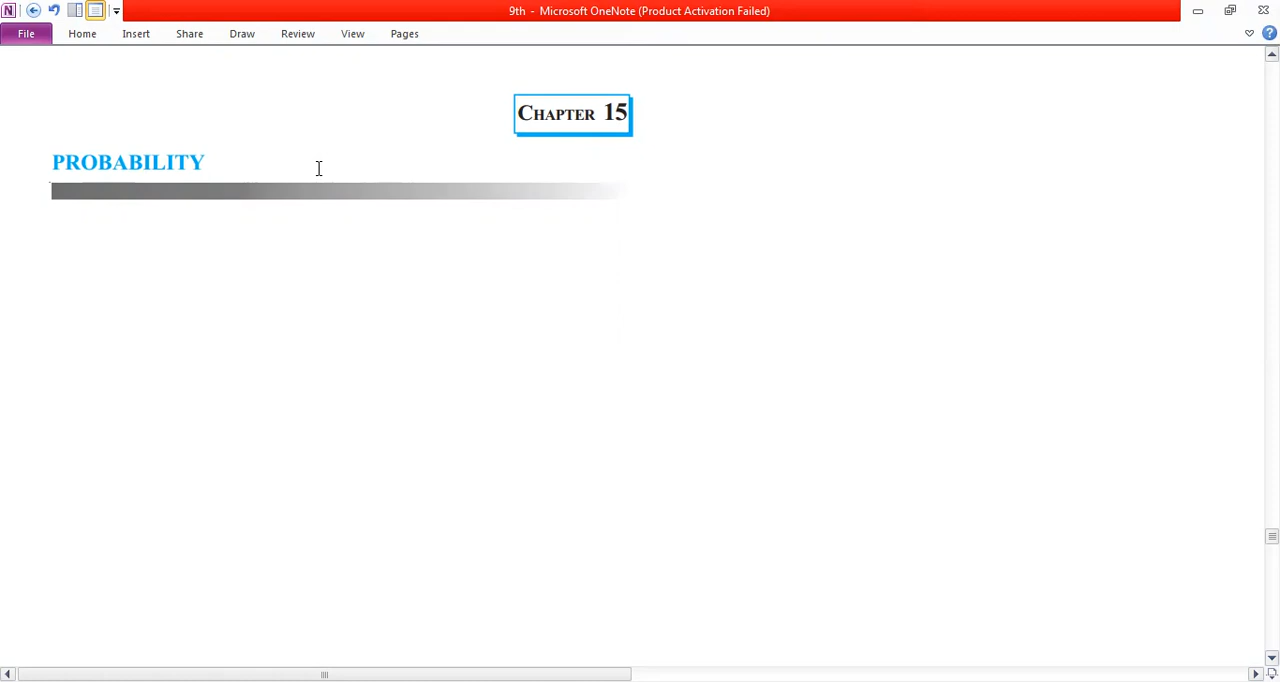 9th - Microsoft OneNote (Product Activation Failed)
File Home Insert Share Draw Review View Pages
CHAPTER 15
PROBABILITY